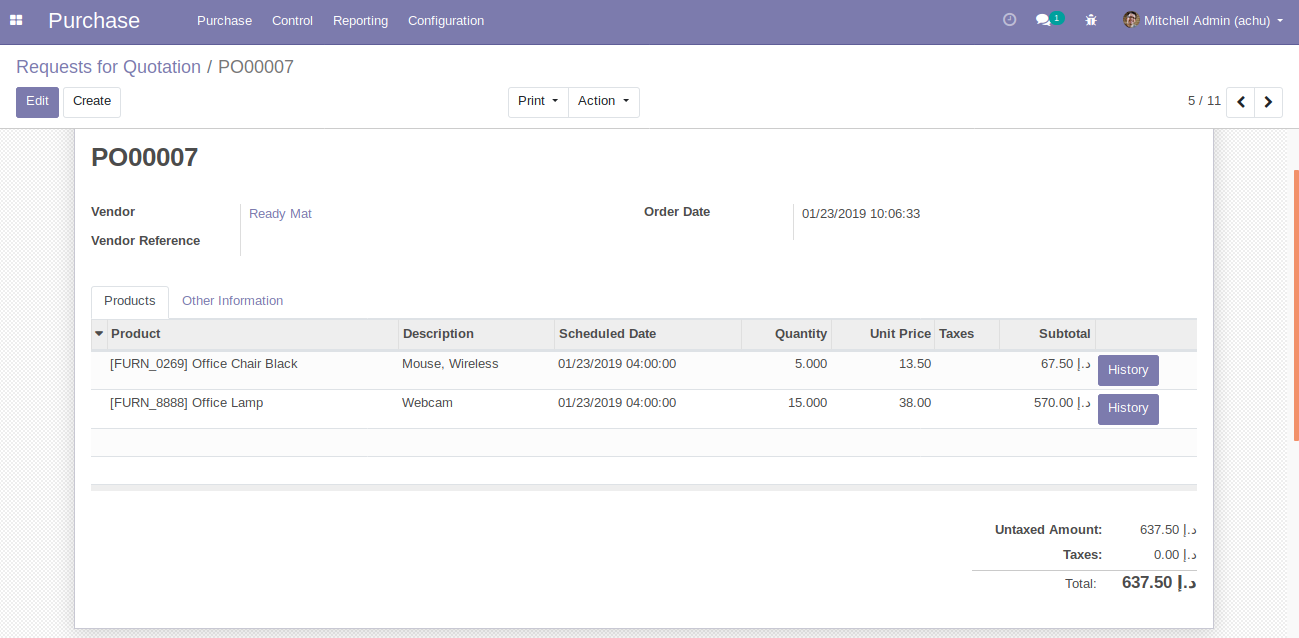 Purchase Purchase Control Reporting Configuration 1 Mitchell Admin (achu)
Requests for Quotation / PO00007
Edit Create Print Action 5 / 11
PO00007
Vendor Ready Mat Order Date 01/23/2019 10:06:33
Vendor Reference
Products Other Information
Product Description Scheduled Date Quantity Unit Price Taxes Subtotal
[FURN_0269] Office Chair Black Mouse, Wireless 01/23/2019 04:00:00 5.000 13.50 67.50 د.إ History
[FURN_8888] Office Lamp Webcam 01/23/2019 04:00:00 15.000 38.00 570.00 د.إ History
Untaxed Amount: 637.50 د.إ
Taxes: 0.00 د.إ
Total: 637.50 د.إ